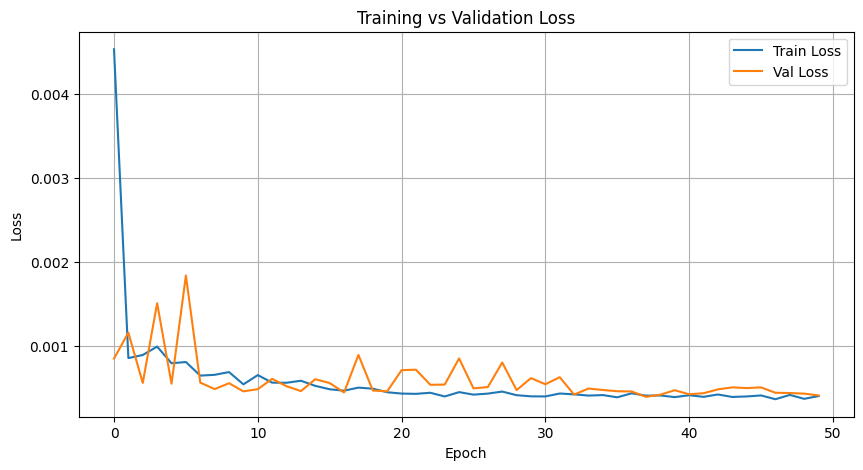 Training vs Validation Loss
Train Loss
Val Loss
0.004
0.003
0.002
0.001
Loss
0 10 20 30 40 50
Epoch